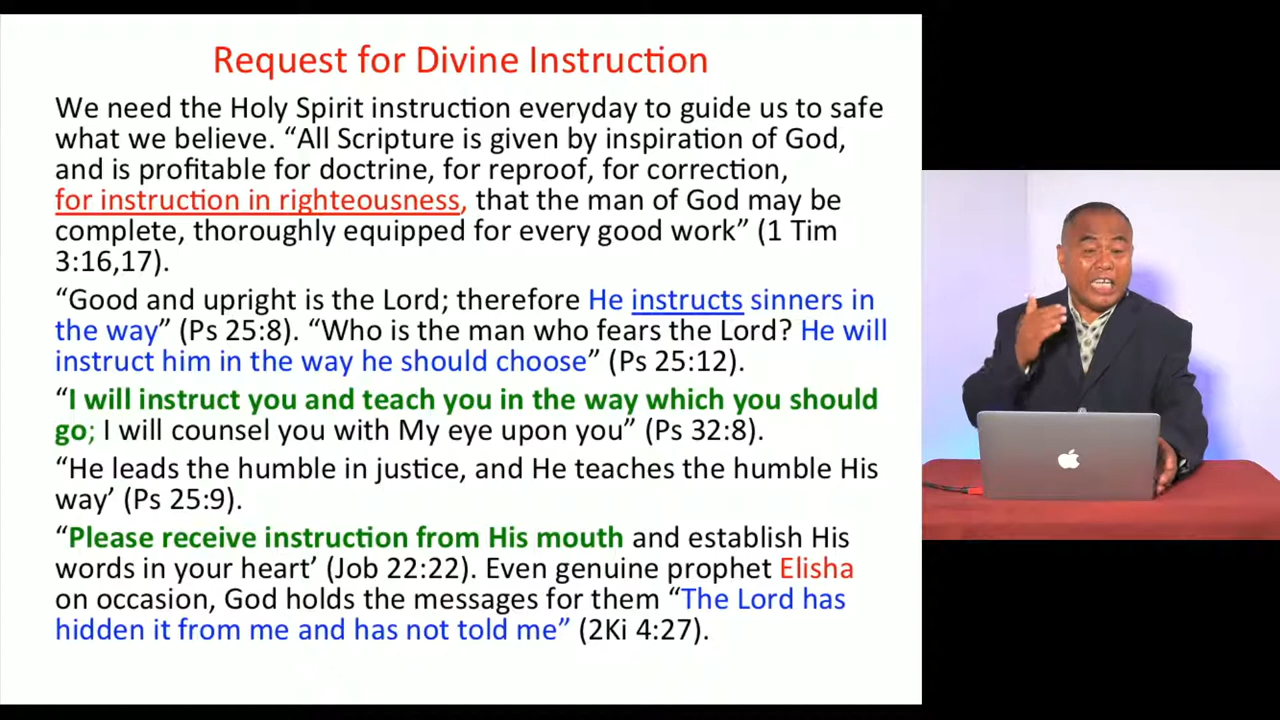 Request for Divine Instruction
We need the Holy Spirit instruction everyday to guide us to safe
what we believe. “All Scripture is given by inspiration of God,
and is profitable for doctrine, for reproof, for correction,
for instruction in righteousness, that the man of God may be
complete, thoroughly equipped for every good work” (1 Tim
3:16,17).
“Good and upright is the Lord; therefore He instructs sinners in
the way” (Ps 25:8). “Who is the man who fears the Lord? He will
instruct him in the way he should choose” (Ps 25:12).
“I will instruct you and teach you in the way which you should
go; I will counsel you with My eye upon you” (Ps 32:8).
“He leads the humble in justice, and He teaches the humble His
way’ (Ps 25:9).
“Please receive instruction from His mouth and establish His
words in your heart’ (Job 22:22). Even genuine prophet Elisha
on occasion, God holds the messages for them “The Lord has
hidden it from me and has not told me” (2Ki 4:27).